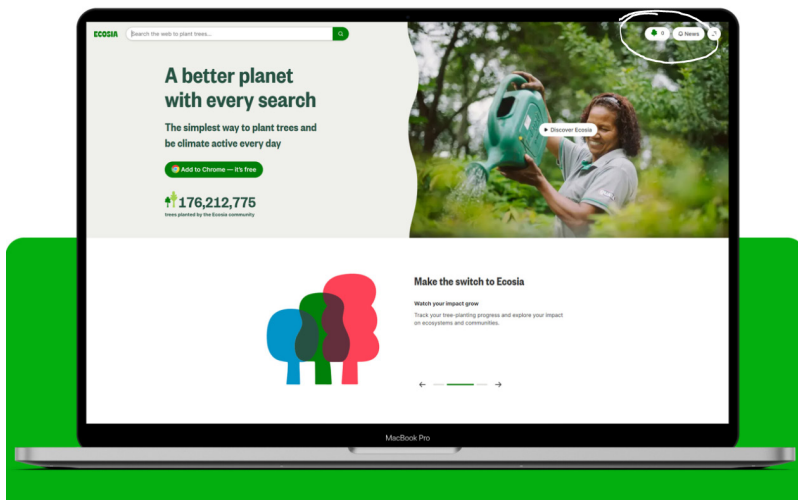 ECOSIA
Search the web to plant trees...
0
News
A better planet
with every search
The simplest way to plant trees and
be climate active every day
Add to Chrome — it's free
Discover Ecosia
176,212,775
trees planted by the Ecosia community
Make the switch to Ecosia
Watch your impact grow
Track your tree-planting progress and explore your impact
on ecosystems and communities.
MacBook Pro